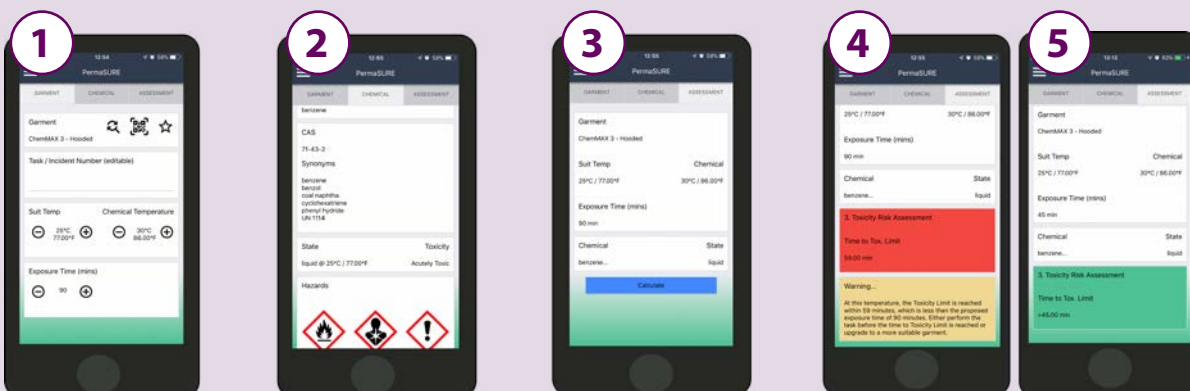 1
12:54
58%
PermaSURE
GARMENT CHEMICAL ASSESSMENT
Garment
ChemMAX 3 - Hooded
Task / Incident Number (editable)
Suit Temp Chemical Temperature
25°C 30°C
77.00°F 86.00°F
Exposure Time (mins)
90
2
12:55
58%
PermaSURE
GARMENT CHEMICAL ASSESSMENT
benzene
CAS
71-43-2
Synonyms
benzene
benzol
coal naphtha
cyclohexatriene
phenyl hydride
UN 1114
State Toxicity
liquid @ 25°C / 77.00°F Acutely Toxic
Hazards
3
12:55
58%
PermaSURE
GARMENT CHEMICAL ASSESSMENT
Garment
ChemMAX 3 - Hooded
Suit Temp Chemical
25°C / 77.00°F 30°C / 86.00°F
Exposure Time (mins)
90 min
Chemical State
benzene... liquid
Calculate
4
12:55
58%
PermaSURE
GARMENT CHEMICAL ASSESSMENT
25°C / 77.00°F 30°C / 86.00°F
Exposure Time (mins)
90 min
Chemical State
benzene... liquid
3. Toxicity Risk Assessment
Time to Tox. Limit
59.00 min
Warning...
At this temperature, the Toxicity Limit is reached
within 59 minutes, which is less than the proposed
exposure time of 90 minutes. Either perform the
task before the time to Toxicity Limit is reached or
upgrade to a more suitable garment.
5
PermaSURE
GARMENT CHEMICAL ASSESSMENT
Garment
ChemMAX 3 - Hooded
Suit Temp Chemical
25°C / 77.00°F 30°C / 86.00°F
Exposure Time (mins)
45 min
Chemical State
benzene... liquid
3. Toxicity Risk Assessment
Time to Tox. Limit
>45.00 min